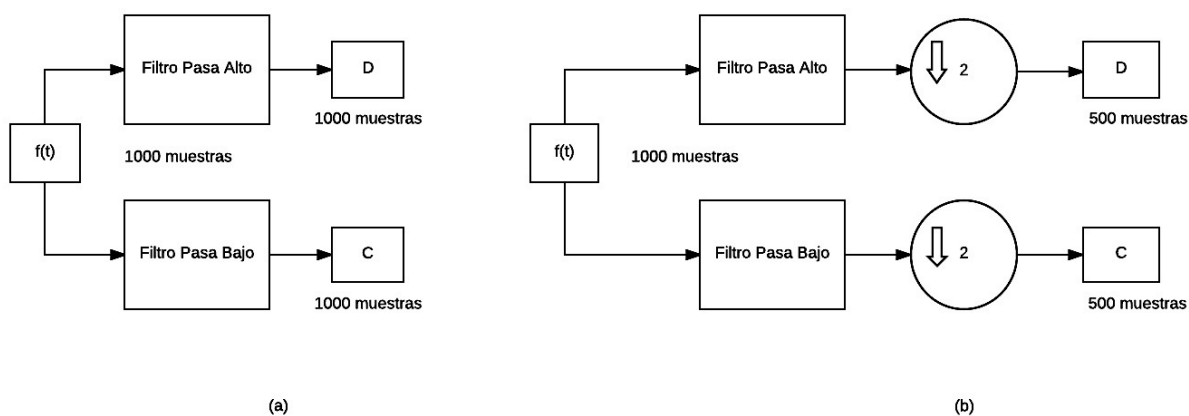 Filtro Pasa Alto
D
1000 muestras
f(t)
1000 muestras
Filtro Pasa Bajo
C
1000 muestras
(a)
Filtro Pasa Alto
2
D
500 muestras
f(t)
1000 muestras
Filtro Pasa Bajo
2
C
500 muestras
(b)